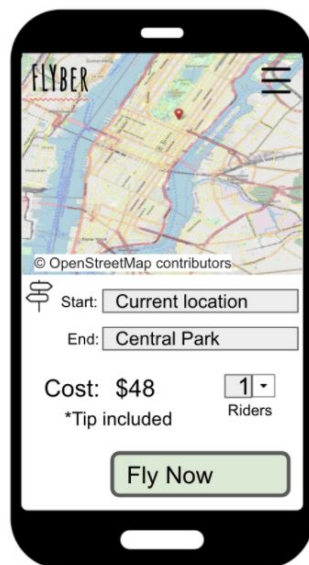 FLYBER
© OpenStreetMap contributors
Start: Current location
End: Central Park
Cost: $48
1
*Tip included
Riders
Fly Now